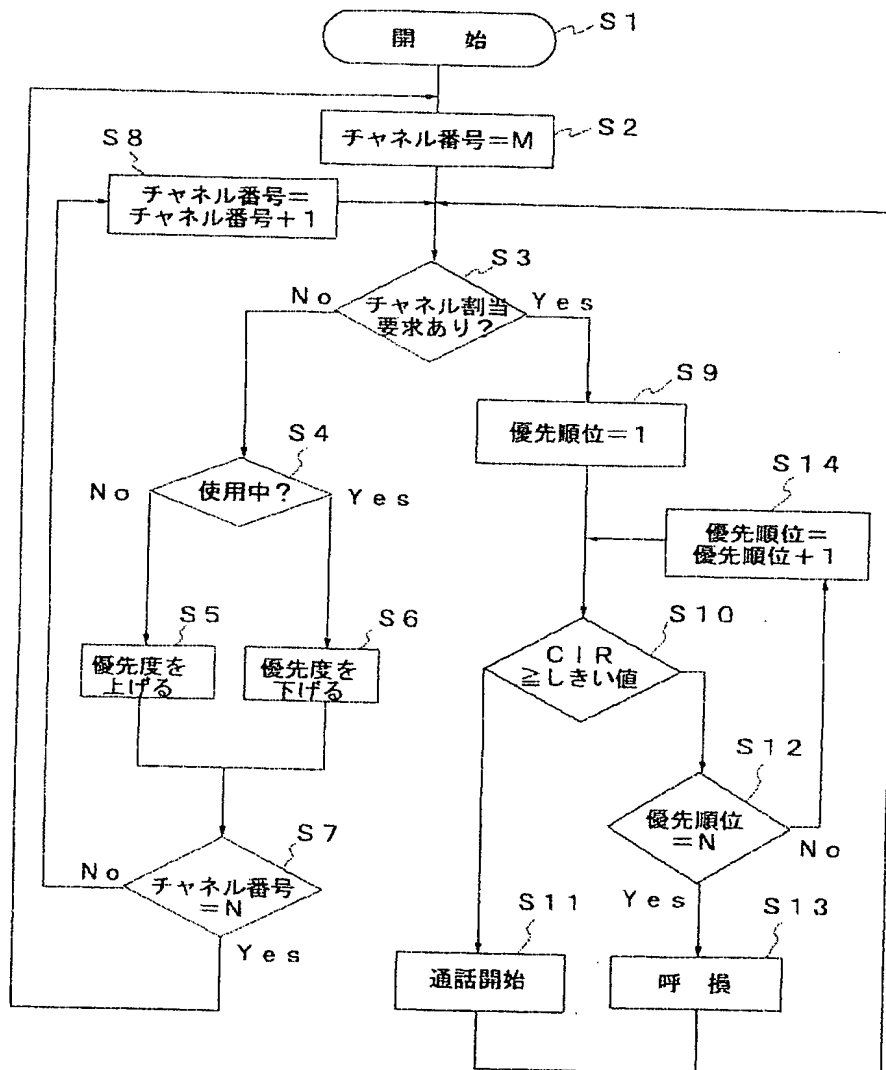 開 始
S1
チャネル番号=M
S2
S8
チャネル番号=
チャネル番号+1
S3
No
チャネル割当
要求あり?
Yes
S9
優先順位=1
S4
No
使用中?
Yes
S14
優先順位=
優先順位+1
S5
優先度を
上げる
S6
優先度を
下げる
S10
CIR
≧しきい値
S12
優先順位
=N
No
Yes
S7
No
チャネル番号
=N
Yes
S11
通話開始
S13
呼 損